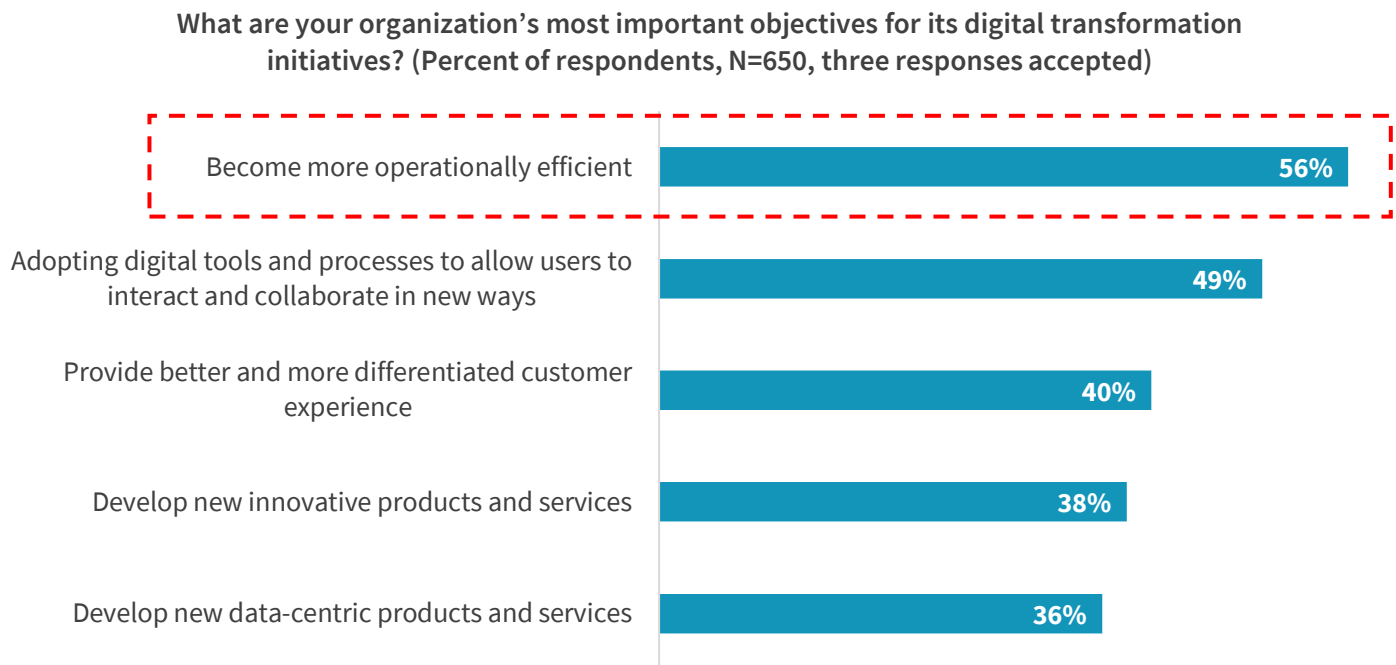 What are your organization’s most important objectives for its digital transformation
initiatives? (Percent of respondents, N=650, three responses accepted)
Become more operationally efficient
56%
Adopting digital tools and processes to allow users to
interact and collaborate in new ways
49%
Provide better and more differentiated customer
experience
40%
Develop new innovative products and services
38%
Develop new data-centric products and services
36%